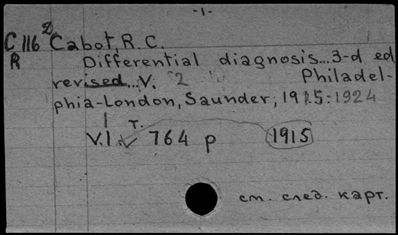 -1-
C 116 D Cabot, R. C.
R Differential diagnosis...3-d ed
revised...V. 2 Philadel-
phia-London, Saunder, 1915-1924
1 т.
V.I. 764 p 1915
см. след. карт.